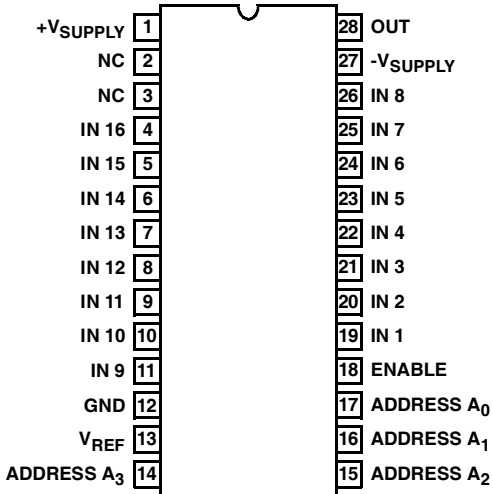 +VSUPPLY 1 28 OUT
NC 2 27 -VSUPPLY
NC 3 26 IN 8
IN 16 4 25 IN 7
IN 15 5 24 IN 6
IN 14 6 23 IN 5
IN 13 7 22 IN 4
IN 12 8 21 IN 3
IN 11 9 20 IN 2
IN 10 10 19 IN 1
IN 9 11 18 ENABLE
GND 12 17 ADDRESS A0
VREF 13 16 ADDRESS A1
ADDRESS A3 14 15 ADDRESS A2